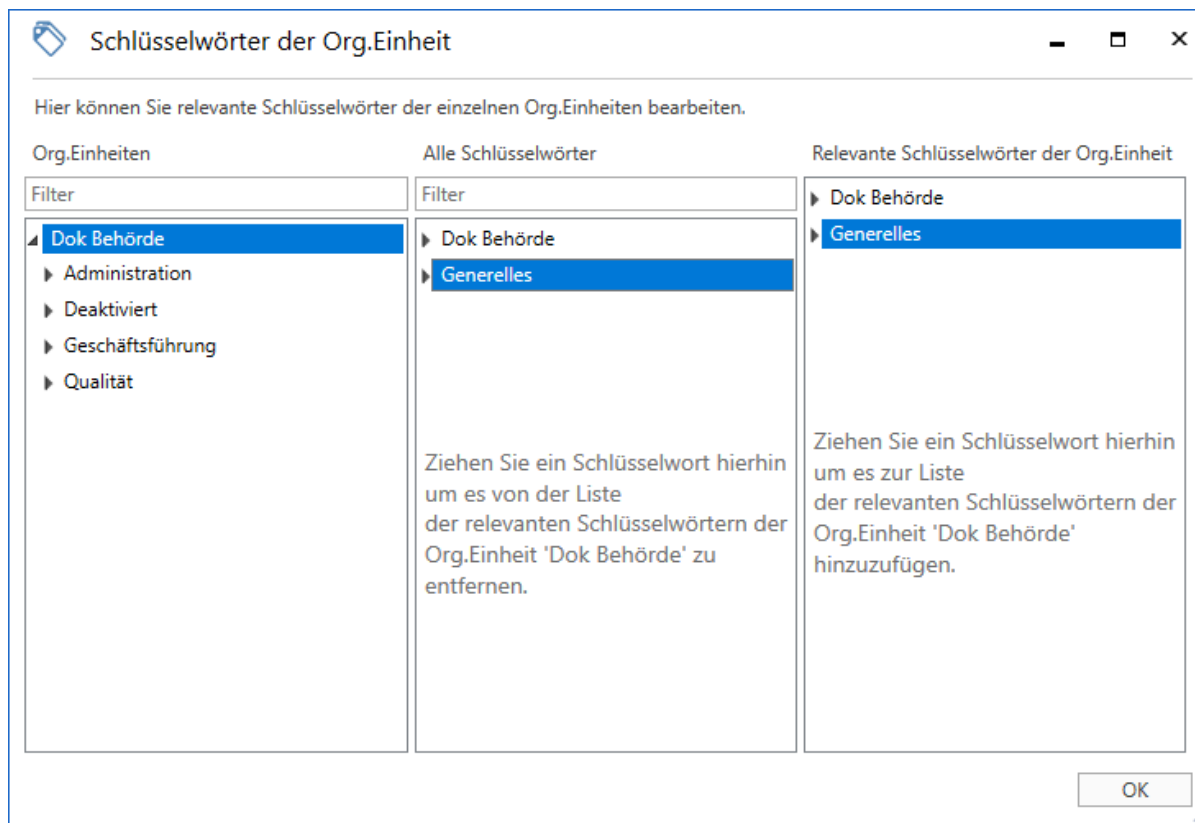 Schlüsselwörter der Org.Einheit
Hier können Sie relevante Schlüsselwörter der einzelnen Org.Einheiten bearbeiten.
Org.Einheiten
Filter
Dok Behörde
Administration
Deaktiviert
Geschäftsführung
Qualität
Alle Schlüsselwörter
Filter
Dok Behörde
Generelles
Ziehen Sie ein Schlüsselwort hierhin
um es von der Liste
der relevanten Schlüsselwörtern der
Org.Einheit 'Dok Behörde' zu
entfernen.
Relevante Schlüsselwörter der Org.Einheit
Dok Behörde
Generelles
Ziehen Sie ein Schlüsselwort hierhin
um es zur Liste
der relevanten Schlüsselwörtern der
Org.Einheit 'Dok Behörde'
hinzuzufügen.
OK